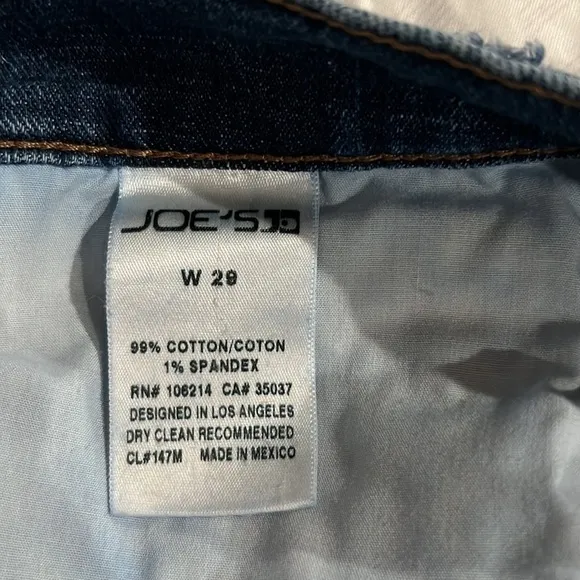 JOE'S
W 29
99% COTTON/COTON
1% SPANDEX
RN# 106214 CA# 35037
DESIGNED IN LOS ANGELES
DRY CLEAN RECOMMENDED
CL#147M MADE IN MEXICO